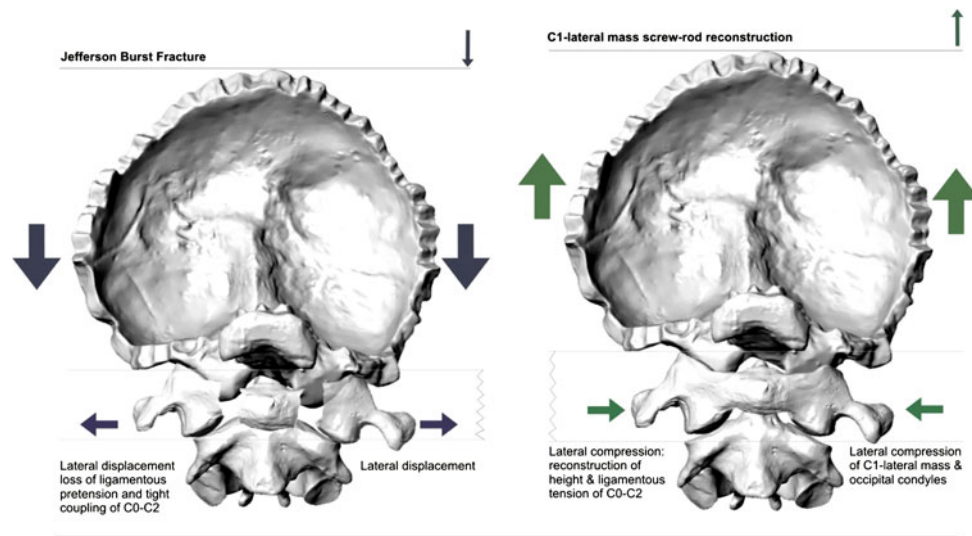 Jefferson Burst Fracture
Lateral displacement
loss of ligamentous
pretension and tight
coupling of C0-C2
Lateral displacement
C1-lateral mass screw-rod reconstruction
Lateral compression:
reconstruction of
height & ligamentous
tension of C0-C2
Lateral compression
of C1-lateral mass &
occipital condyles